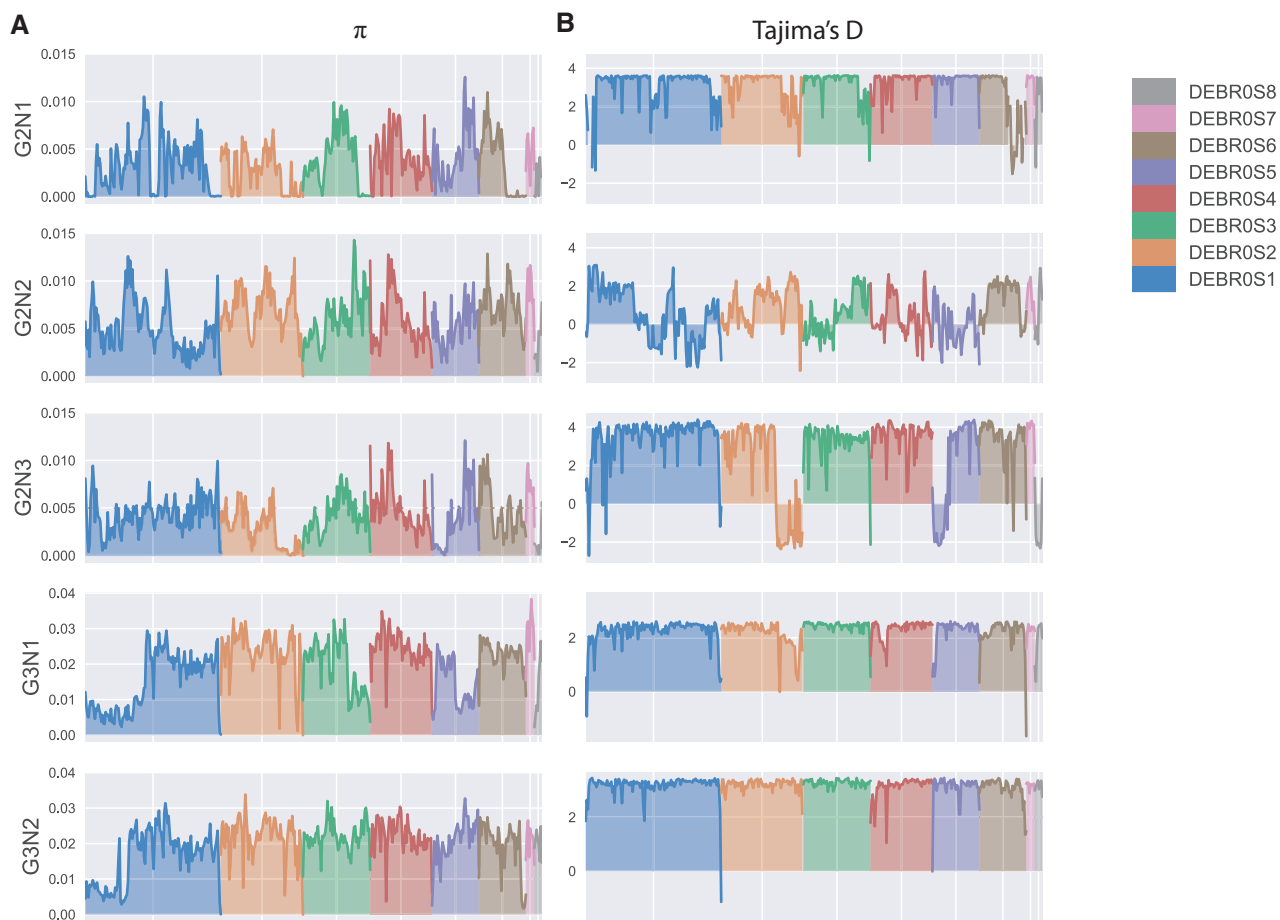 A
π
B
Tajima's D
G2N1
0.015
0.010
0.005
0.000
4
2
0
−2
G2N2
0.015
0.010
0.005
0.000
4
2
0
−2
G2N3
0.015
0.010
0.005
0.000
4
2
0
−2
G3N1
0.04
0.03
0.02
0.01
0.00
2
0
G3N2
0.04
0.03
0.02
0.01
0.00
2
0
DEBR0S8
DEBR0S7
DEBR0S6
DEBR0S5
DEBR0S4
DEBR0S3
DEBR0S2
DEBR0S1